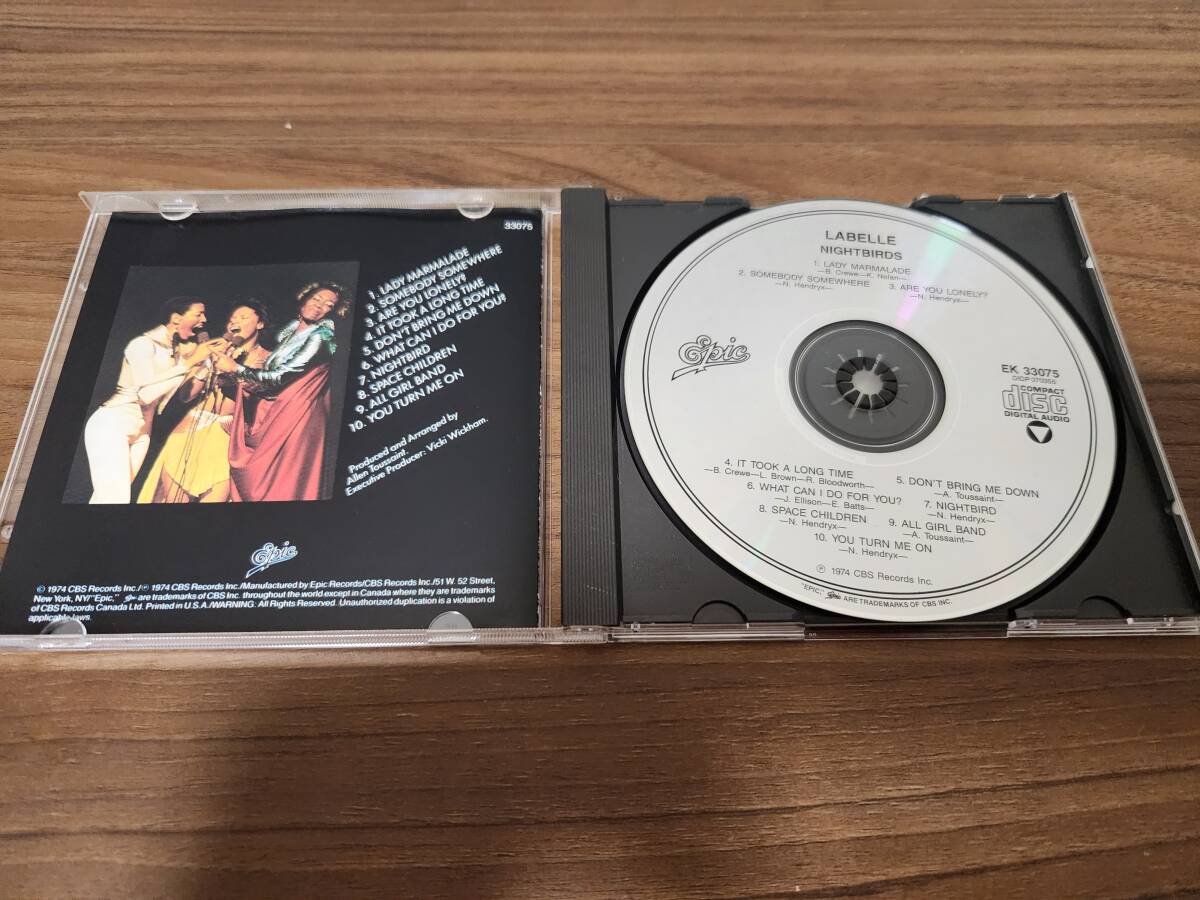 33075
1. LADY MARMALADE
2. SOMEBODY SOMEWHERE
3. ARE YOU LONELY?
4. IT TOOK A LONG TIME
5. DON'T BRING ME DOWN
6. WHAT CAN I DO FOR YOU?
7. NIGHTBIRD
8. SPACE CHILDREN
9. ALL GIRL BAND
10. YOU TURN ME ON
Produced and Arranged by
Allen Toussaint.
Executive Producer: Vicki Wickham.
Epic
© 1974 CBS Records Inc./℗ 1974 CBS Records Inc./Manufactured by Epic Records/CBS Records Inc./51 W. 52 Street,
New York, NY/"Epic," Epic are trademarks of CBS Inc. throughout the world except in Canada where they are trademarks
of CBS Records Canada Ltd. Printed in U.S.A./WARNING: All Rights Reserved. Unauthorized duplication is a violation of
applicable laws.
LABELLE
NIGHTBIRDS
1. LADY MARMALADE
—B. Crewe—K. Nolan—
2. SOMEBODY SOMEWHERE
—N. Hendryx—
3. ARE YOU LONELY?
—N. Hendryx—
Epic
EK 33075
COMPACT
disc
DIGITAL AUDIO
4. IT TOOK A LONG TIME
—B. Crewe—L. Brown—R. Bloodworth—
5. DON'T BRING ME DOWN
—A. Toussaint—
6. WHAT CAN I DO FOR YOU?
—J. Ellison—E. Batts—
7. NIGHTBIRD
—N. Hendryx—
8. SPACE CHILDREN
—N. Hendryx—
9. ALL GIRL BAND
—A. Toussaint—
10. YOU TURN ME ON
—N. Hendryx—
℗ 1974 CBS Records Inc.
"EPIC," Epic ARE TRADEMARKS OF CBS INC.